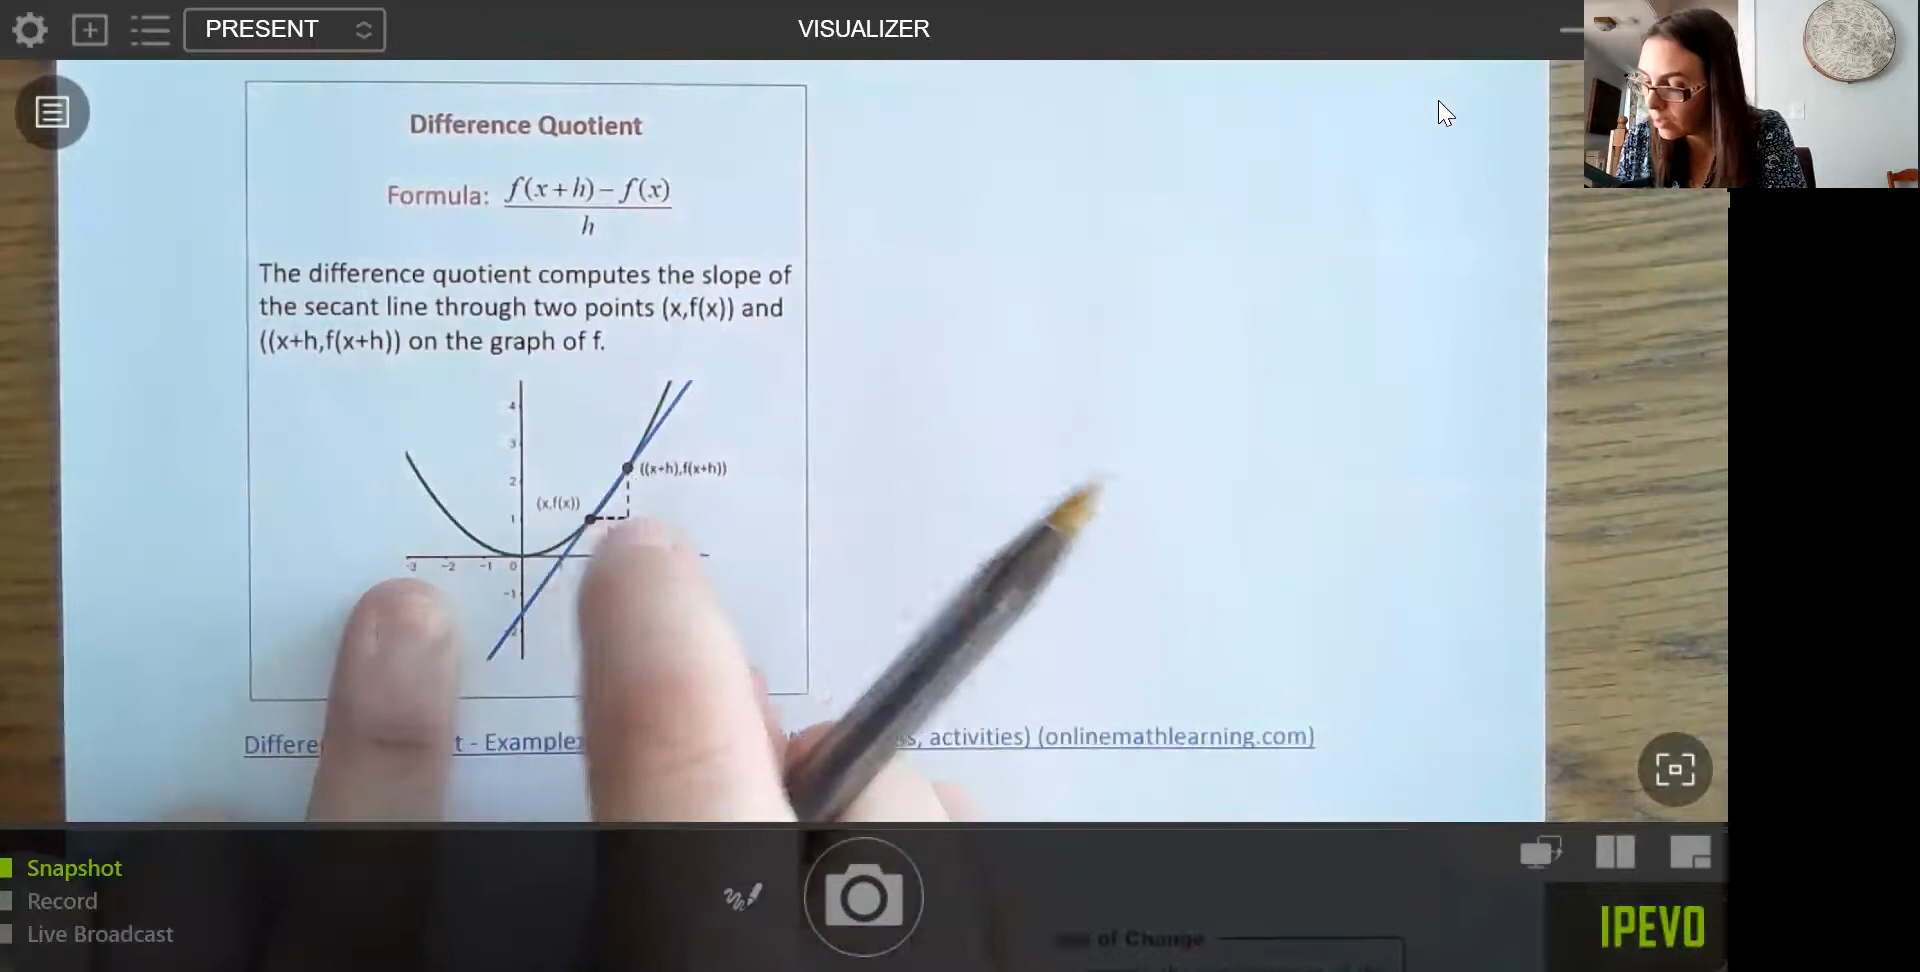 PRESENT
VISUALIZER
Difference Quotient
Formula: f(x+h)−f(x)
h
The difference quotient computes the slope of
the secant line through two points (x,f(x)) and
((x+h,f(x+h)) on the graph of f.
4
3
((x+h),f(x+h))
2
(x,f(x))
1
-3 -2 -1 0
-1
-2
Differe t - Example , activities) (onlinemathlearning.com)
Snapshot
Record
Live Broadcast
of Change
IPEVO